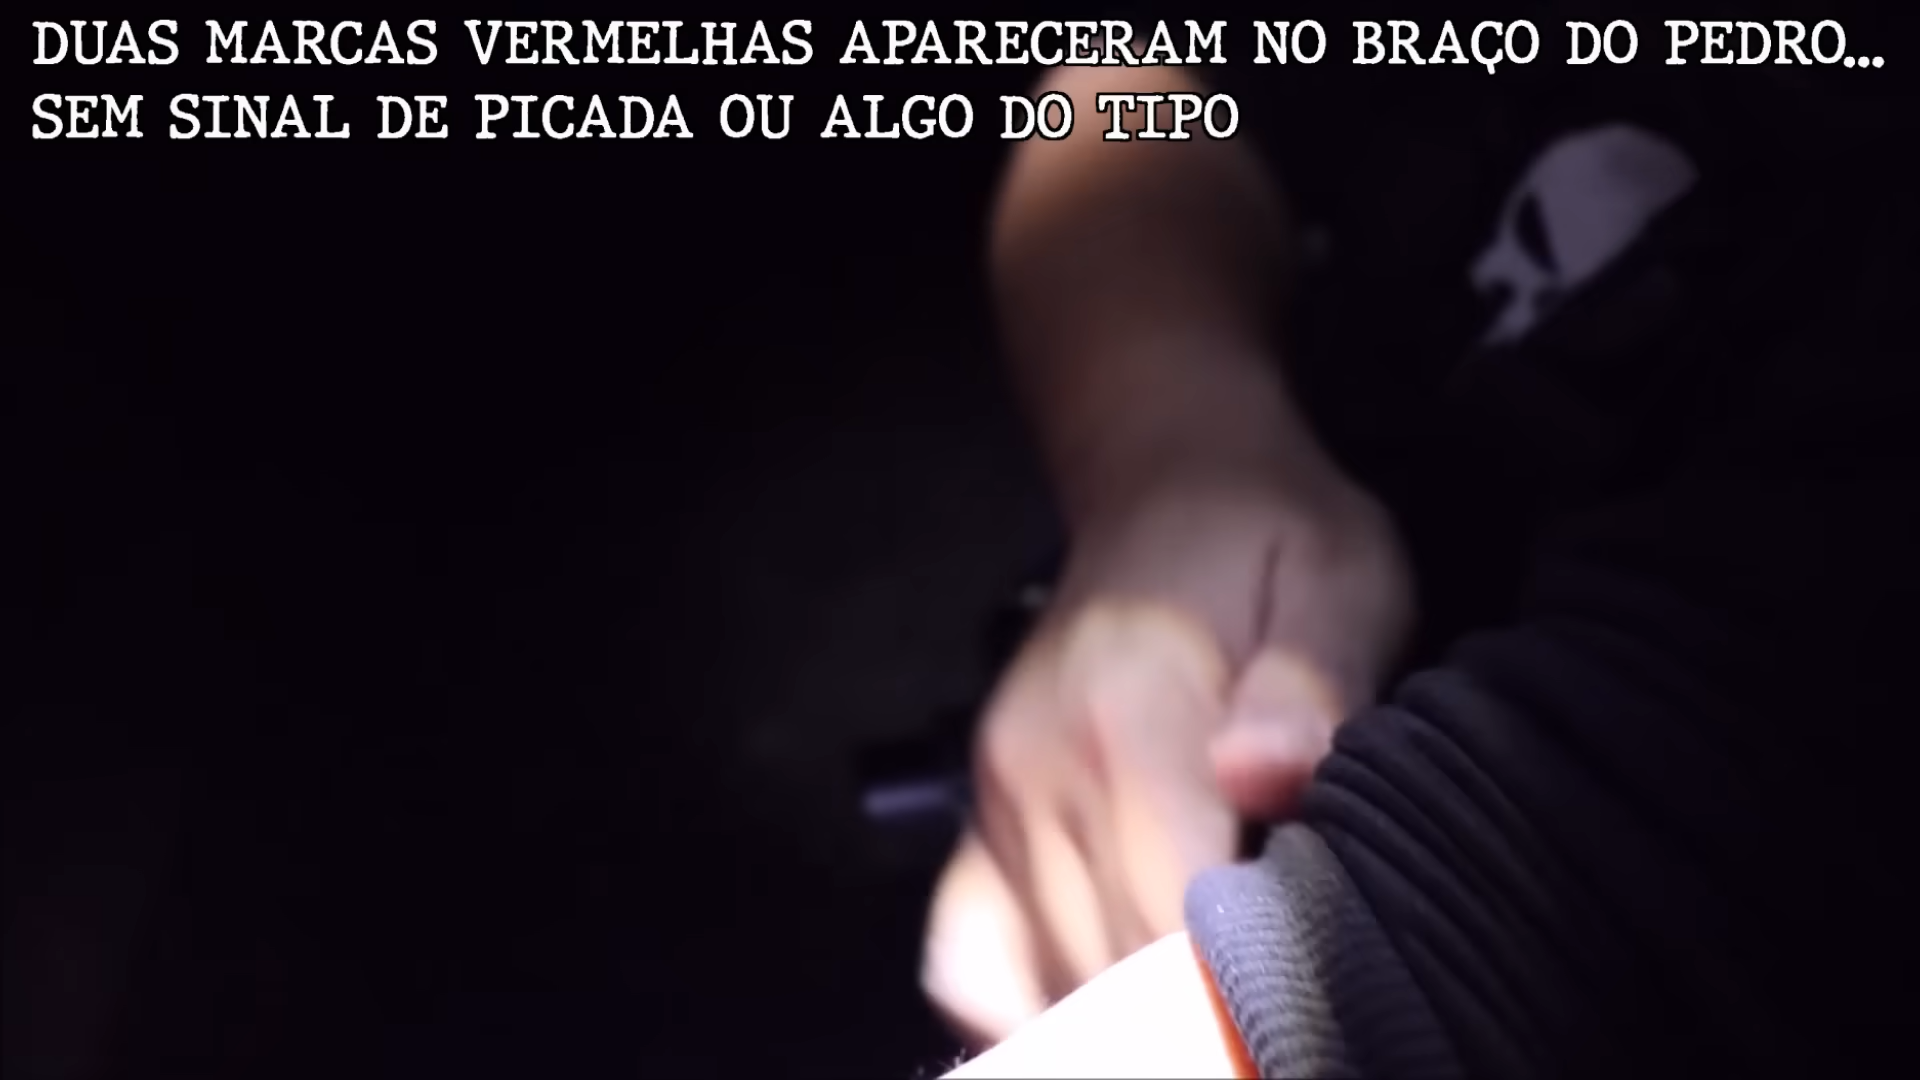 DUAS MARCAS VERMELHAS APARECERAM NO BRAÇO DO PEDRO...
SEM SINAL DE PICADA OU ALGO DO TIPO